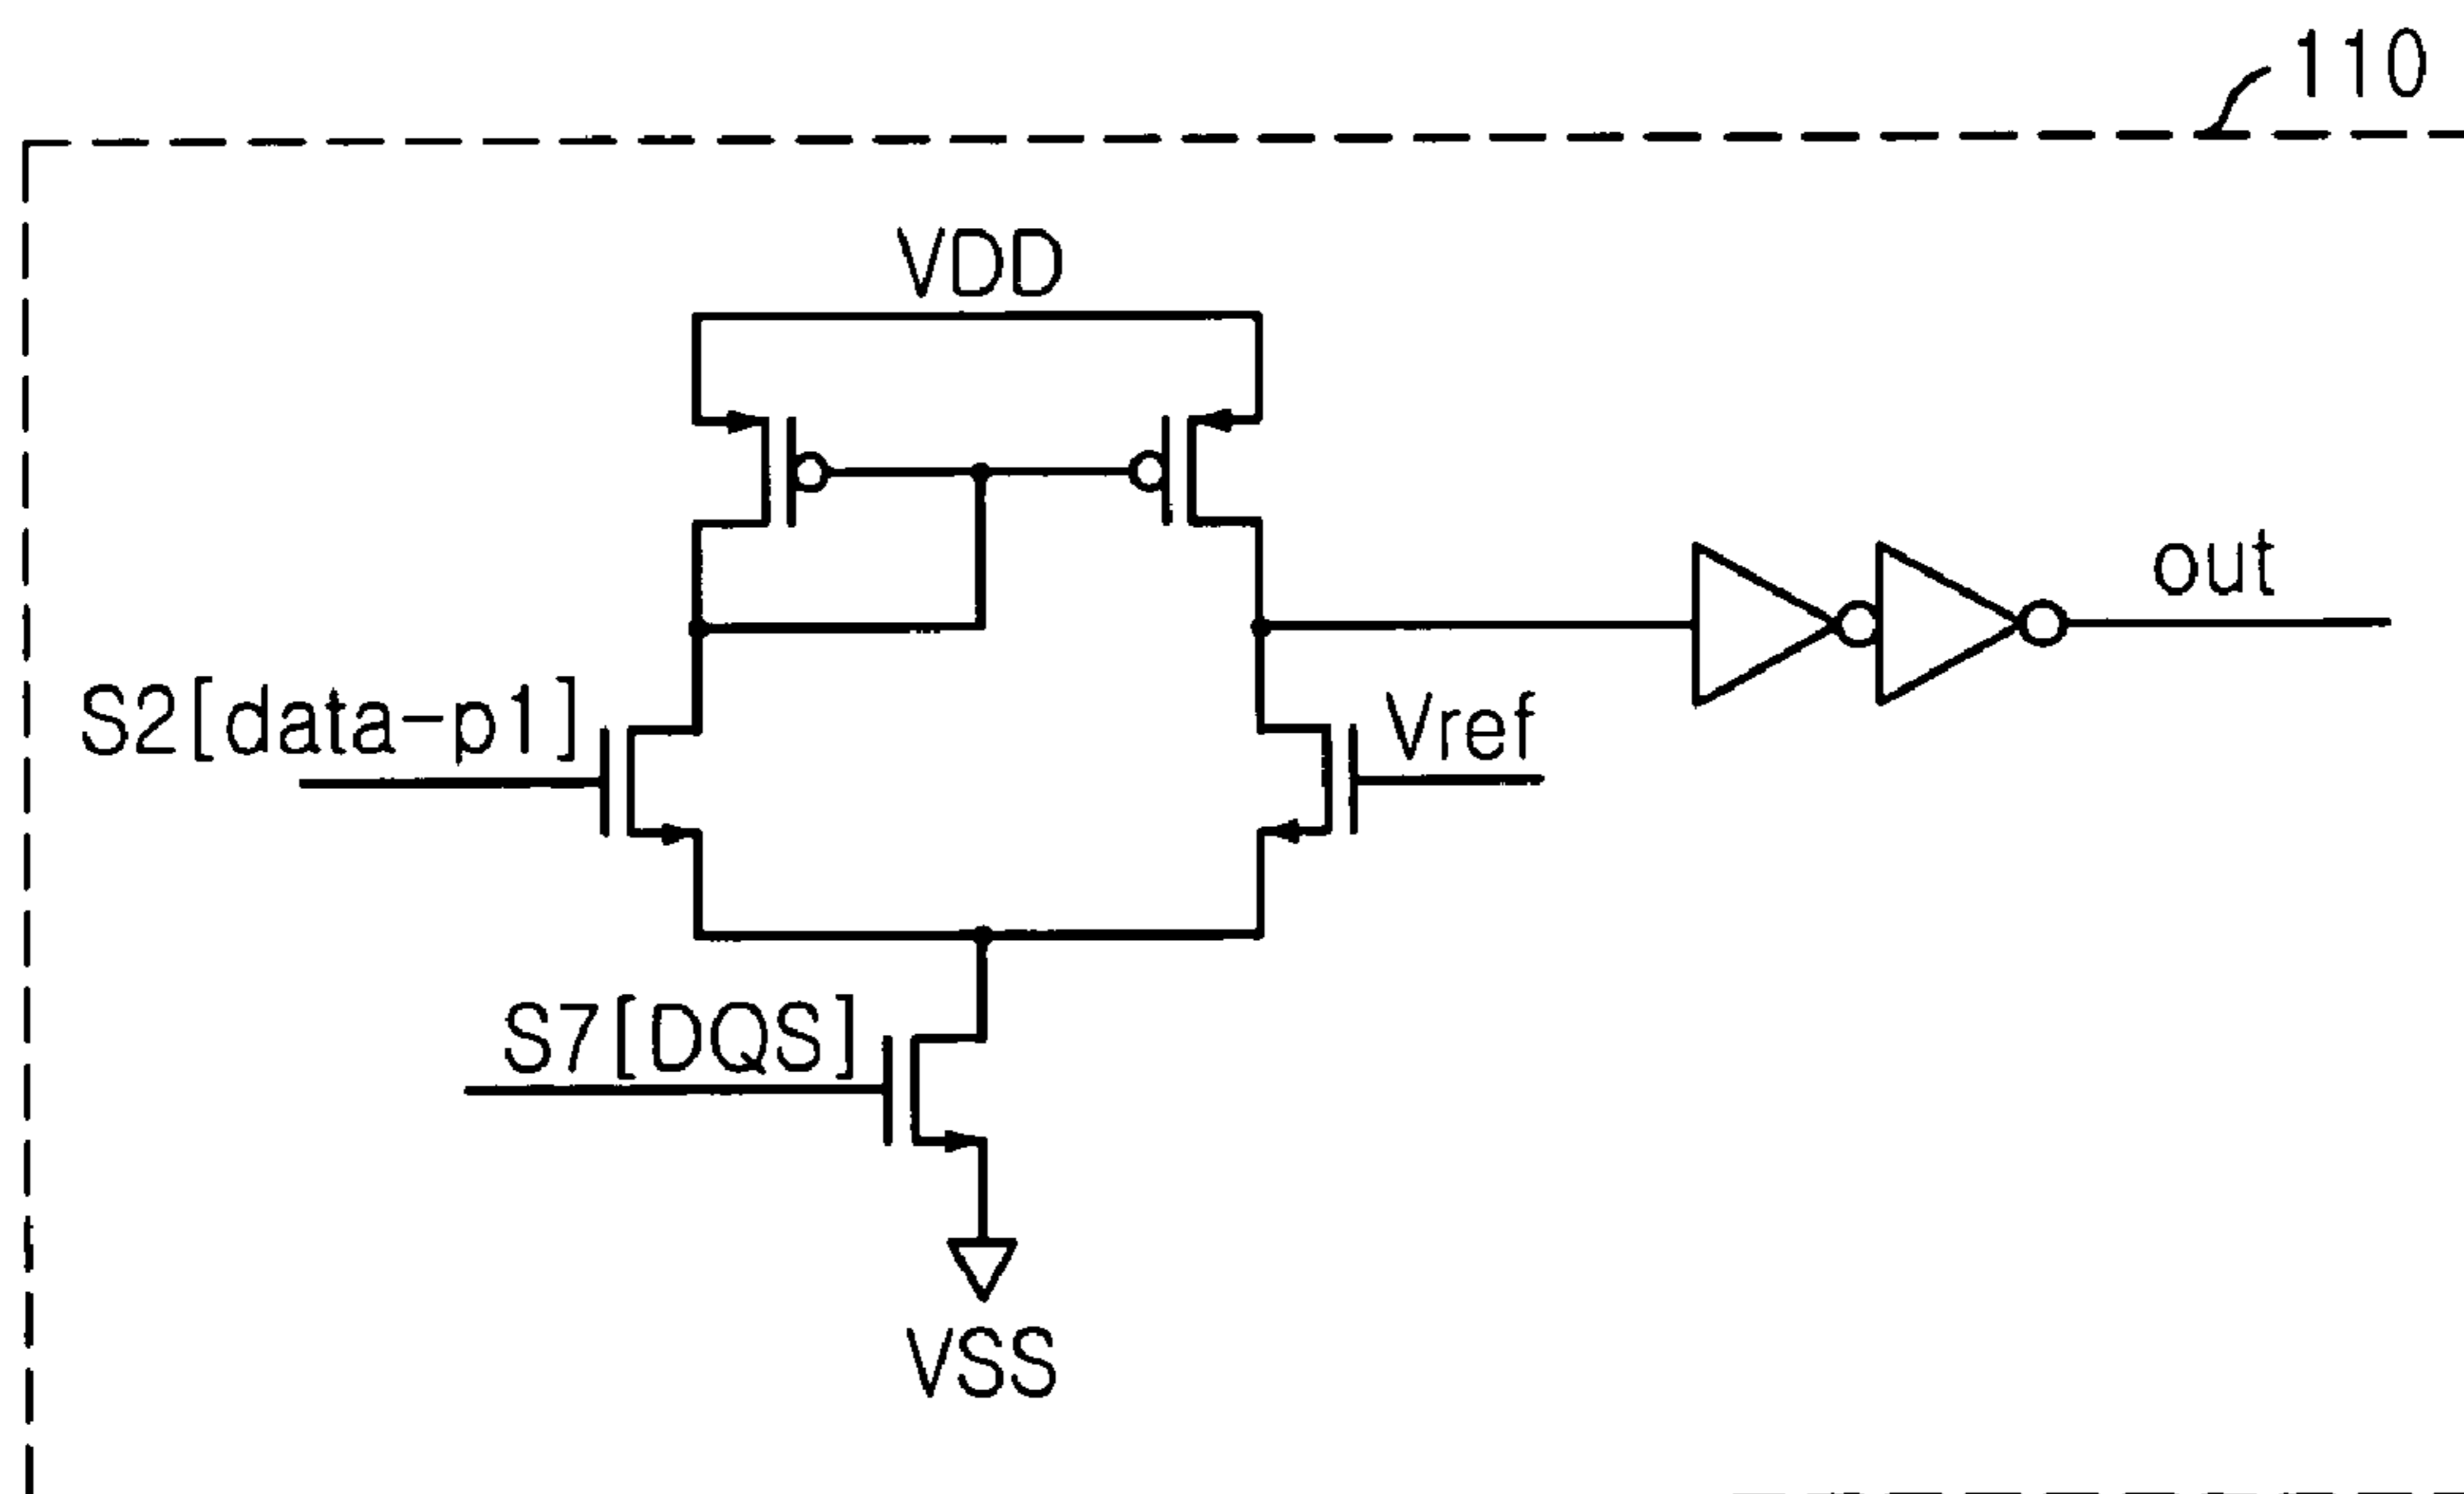 110
VDD
out
S2[data-p1]
Vref
S7[DQS]
VSS